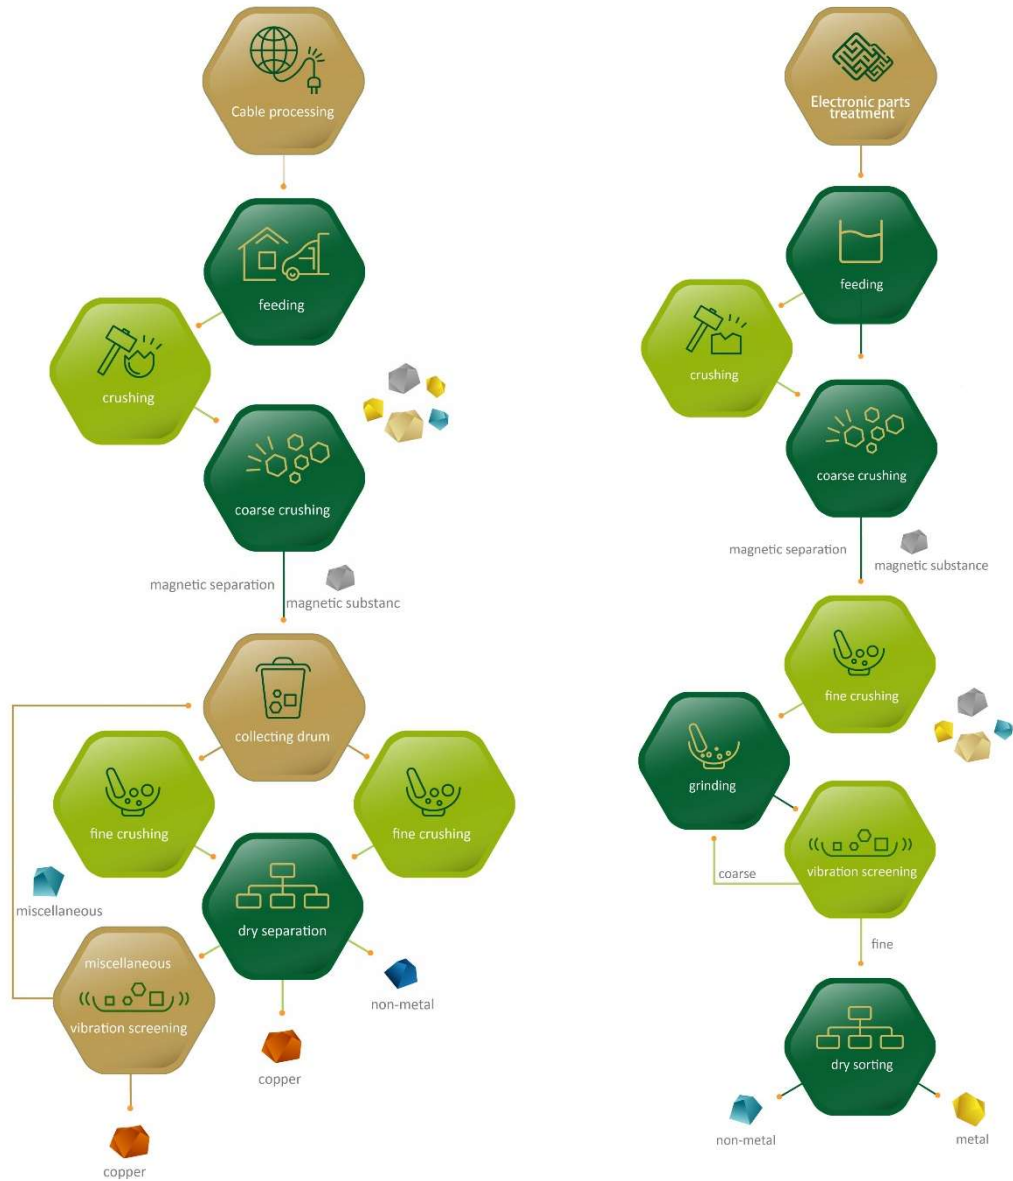 Cable processing
feeding
crushing
coarse crushing
magnetic separation
magnetic substanc
collecting drum
fine crushing
fine crushing
miscellaneous
dry separation
miscellaneous
vibration screening
non-metal
copper
copper
Electronic parts
treatment
feeding
crushing
coarse crushing
magnetic separation
magnetic substance
fine crushing
grinding
coarse
vibration screening
fine
dry sorting
non-metal
metal